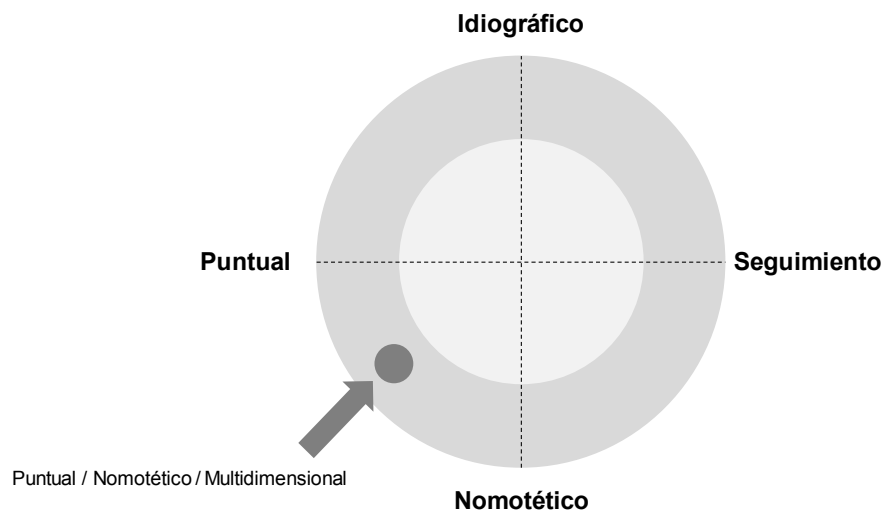 Idiográfico
Puntual
Seguimiento
Puntual / Nomotético / Multidimensional
Nomotético